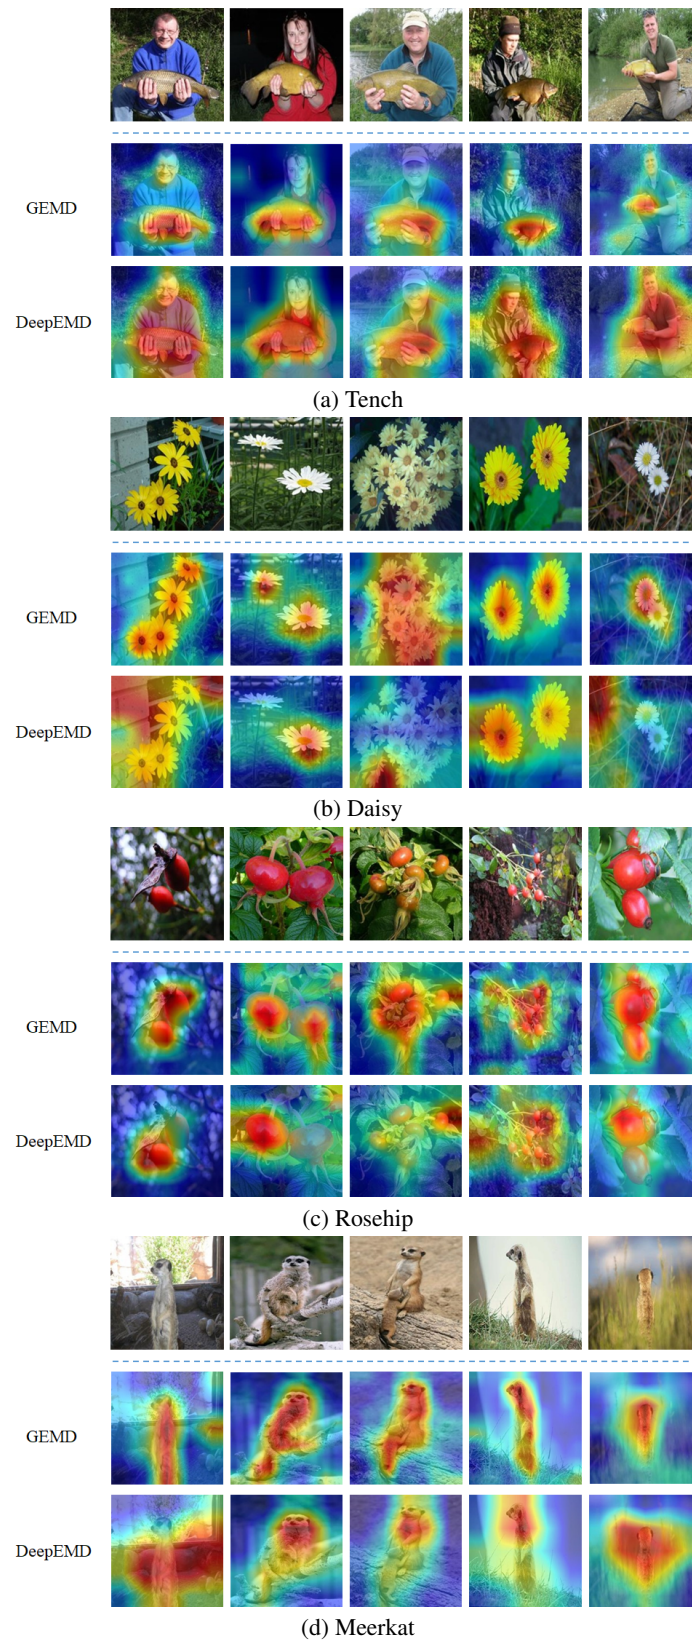 GEMD
DeepEMD
(a) Tench
GEMD
DeepEMD
(b) Daisy
GEMD
DeepEMD
(c) Rosehip
GEMD
DeepEMD
(d) Meerkat